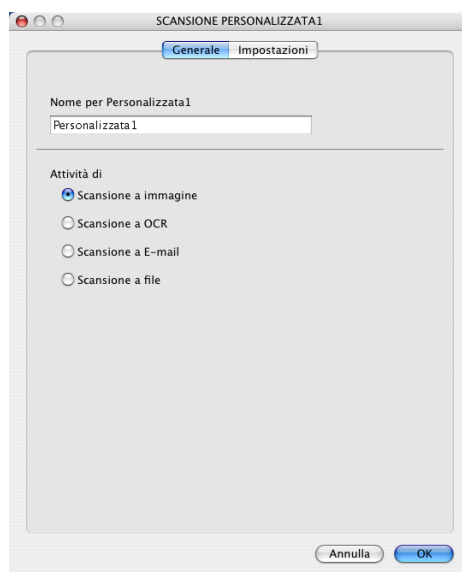 SCANSIONE PERSONALIZZATA1
Generale Impostazioni
Nome per Personalizzata1
Personalizzata1
Attività di
Scansione a immagine
Scansione a OCR
Scansione a E-mail
Scansione a file
Annulla OK